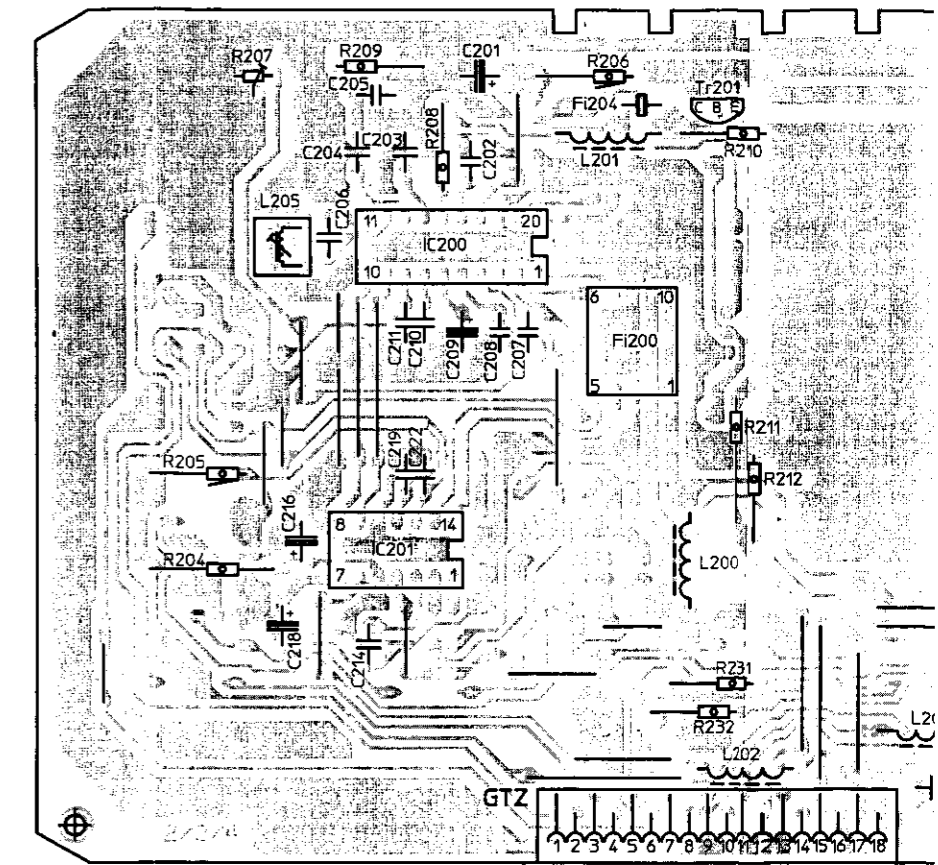 R207
R209
C201
R206
C205
Tr201
Fi204
C B E
R208
C204
C203
C202
L201
R210
L205
C206
11
20
IC200
10
1
6
10
C211
C210
C209
C208
C207
Fi200
5
1
R211
C219
C222
R205
R212
C216
8
14
C201
R204
L200
7
1
C218
C214
R231
R232
L202
GTZ
1 2 3 4 5 6 7 8 9 10 11 12 13 14 15 16 17 18